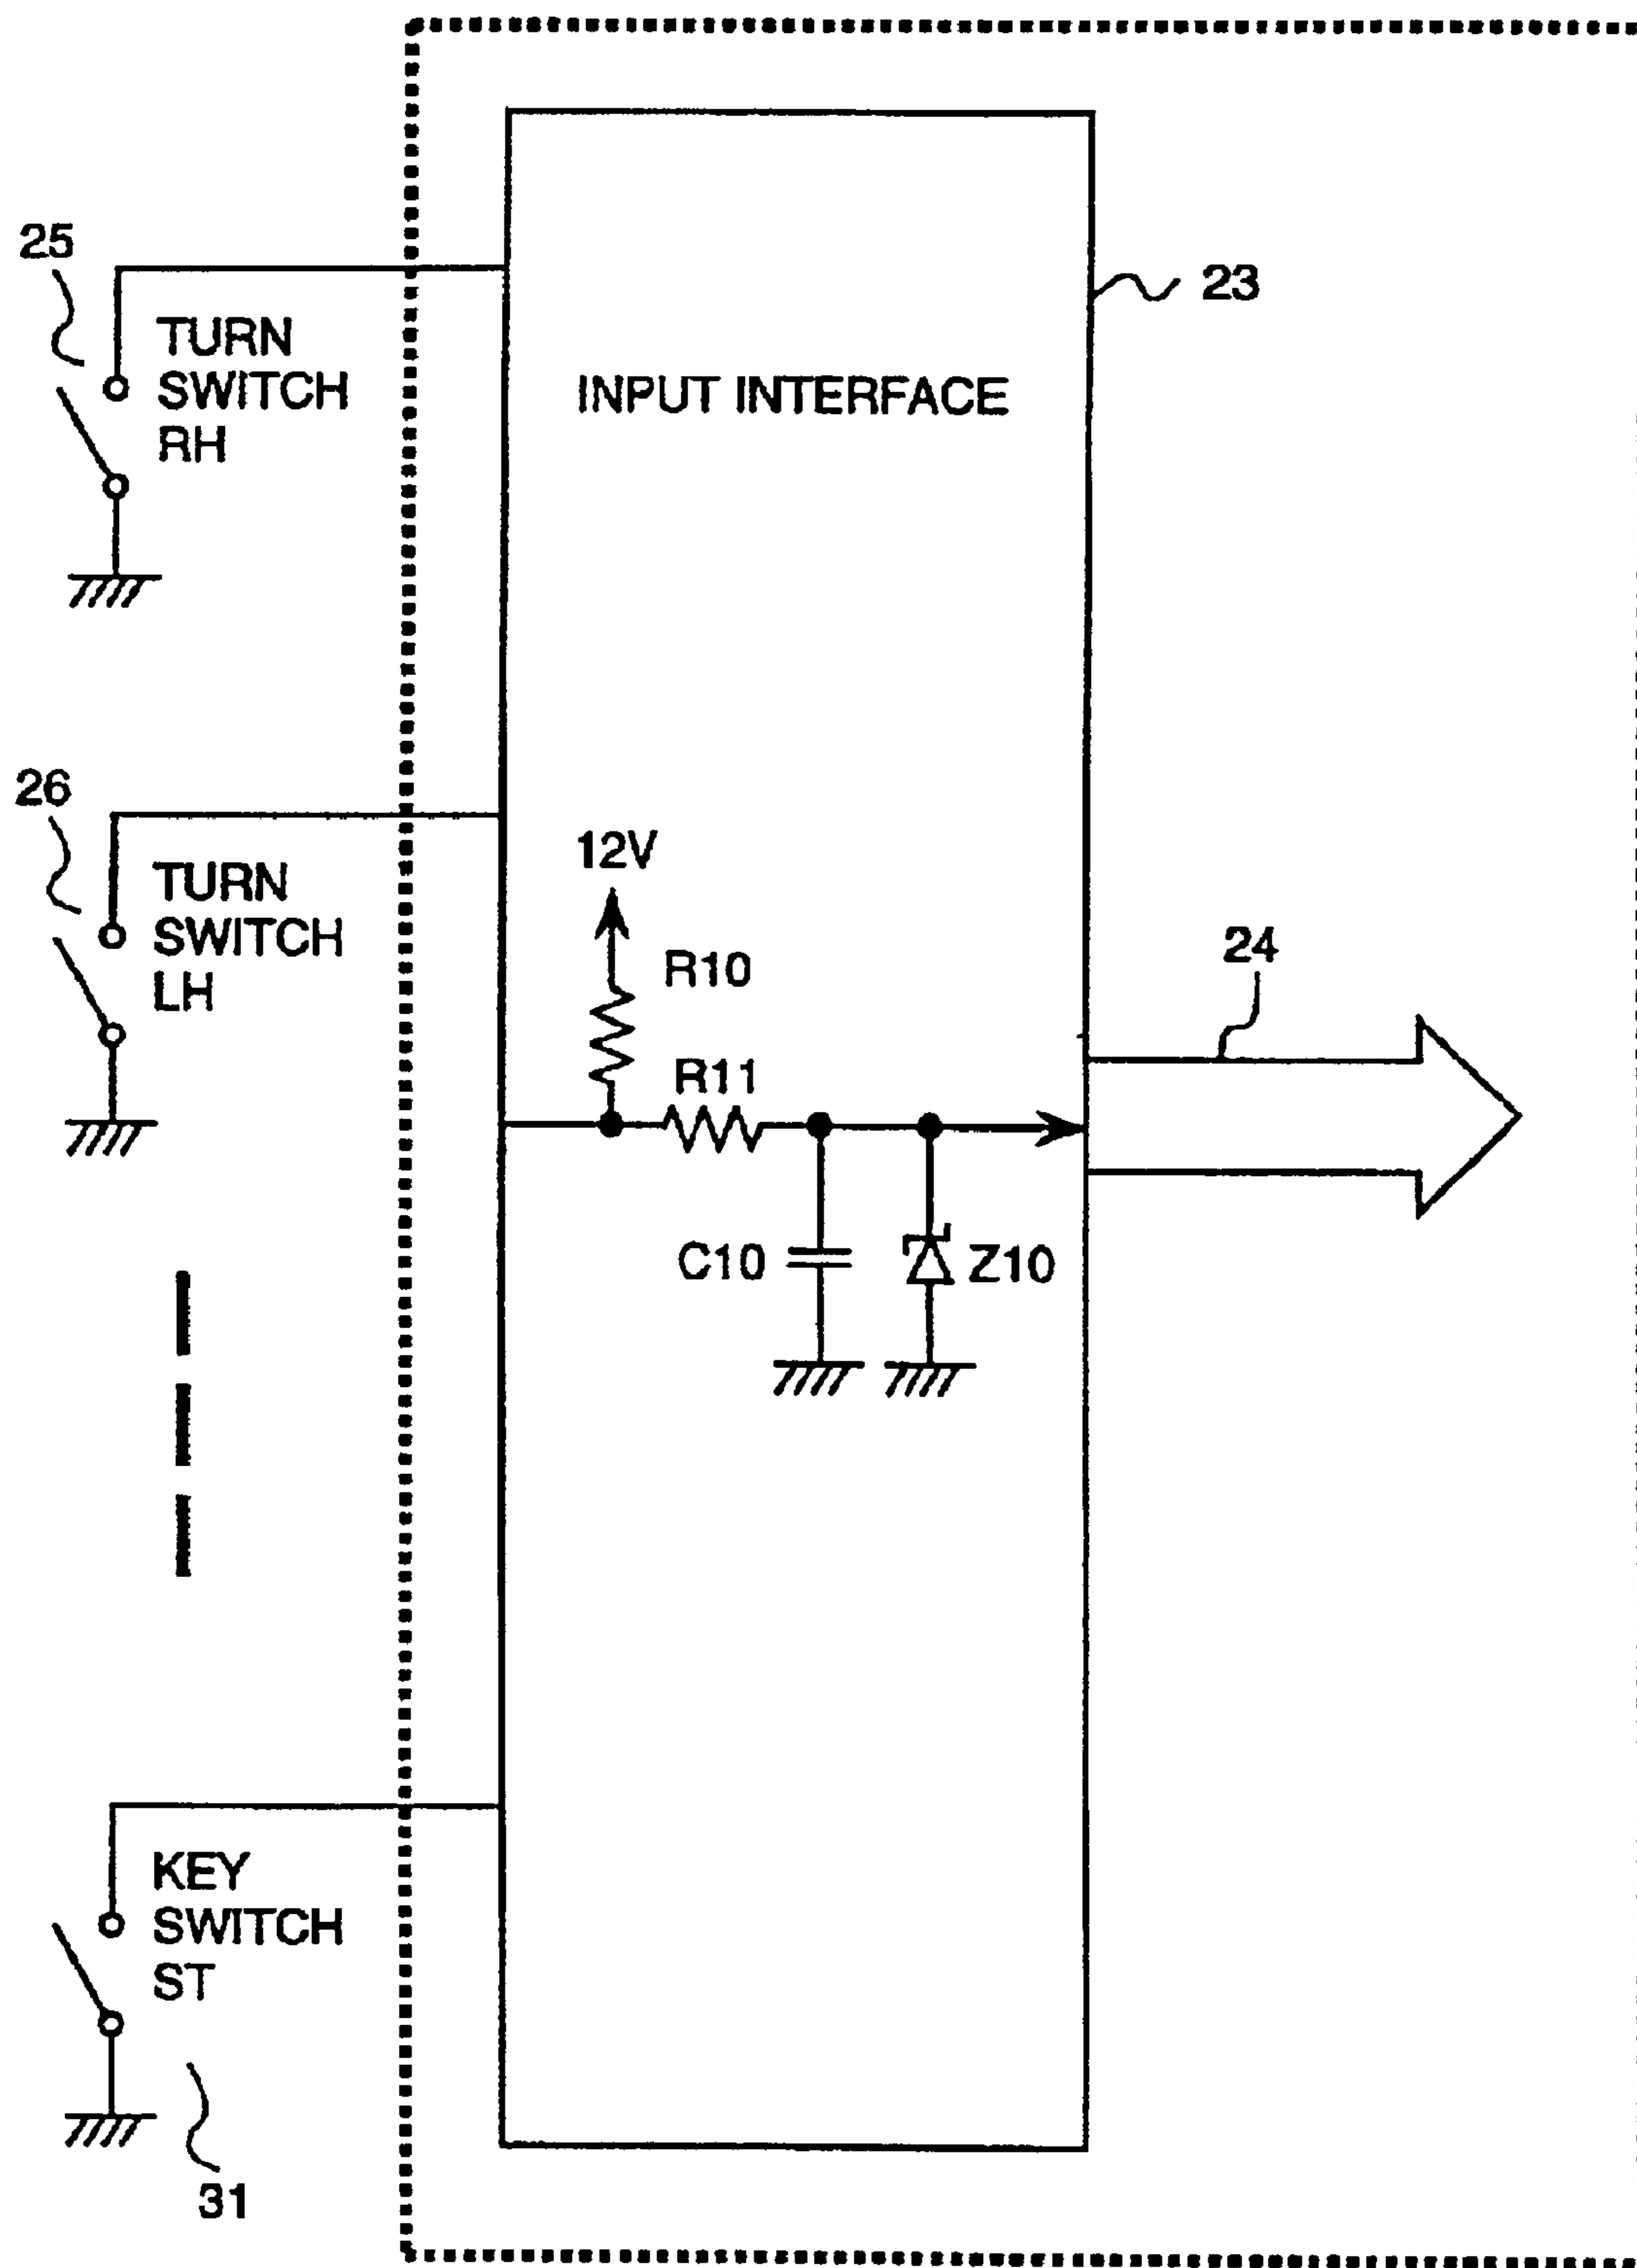 25
TURN
SWITCH
RH
INPUT INTERFACE
23
26
TURN
SWITCH
LH
12V
R10
R11
24
C10
Z10
KEY
SWITCH
ST
31